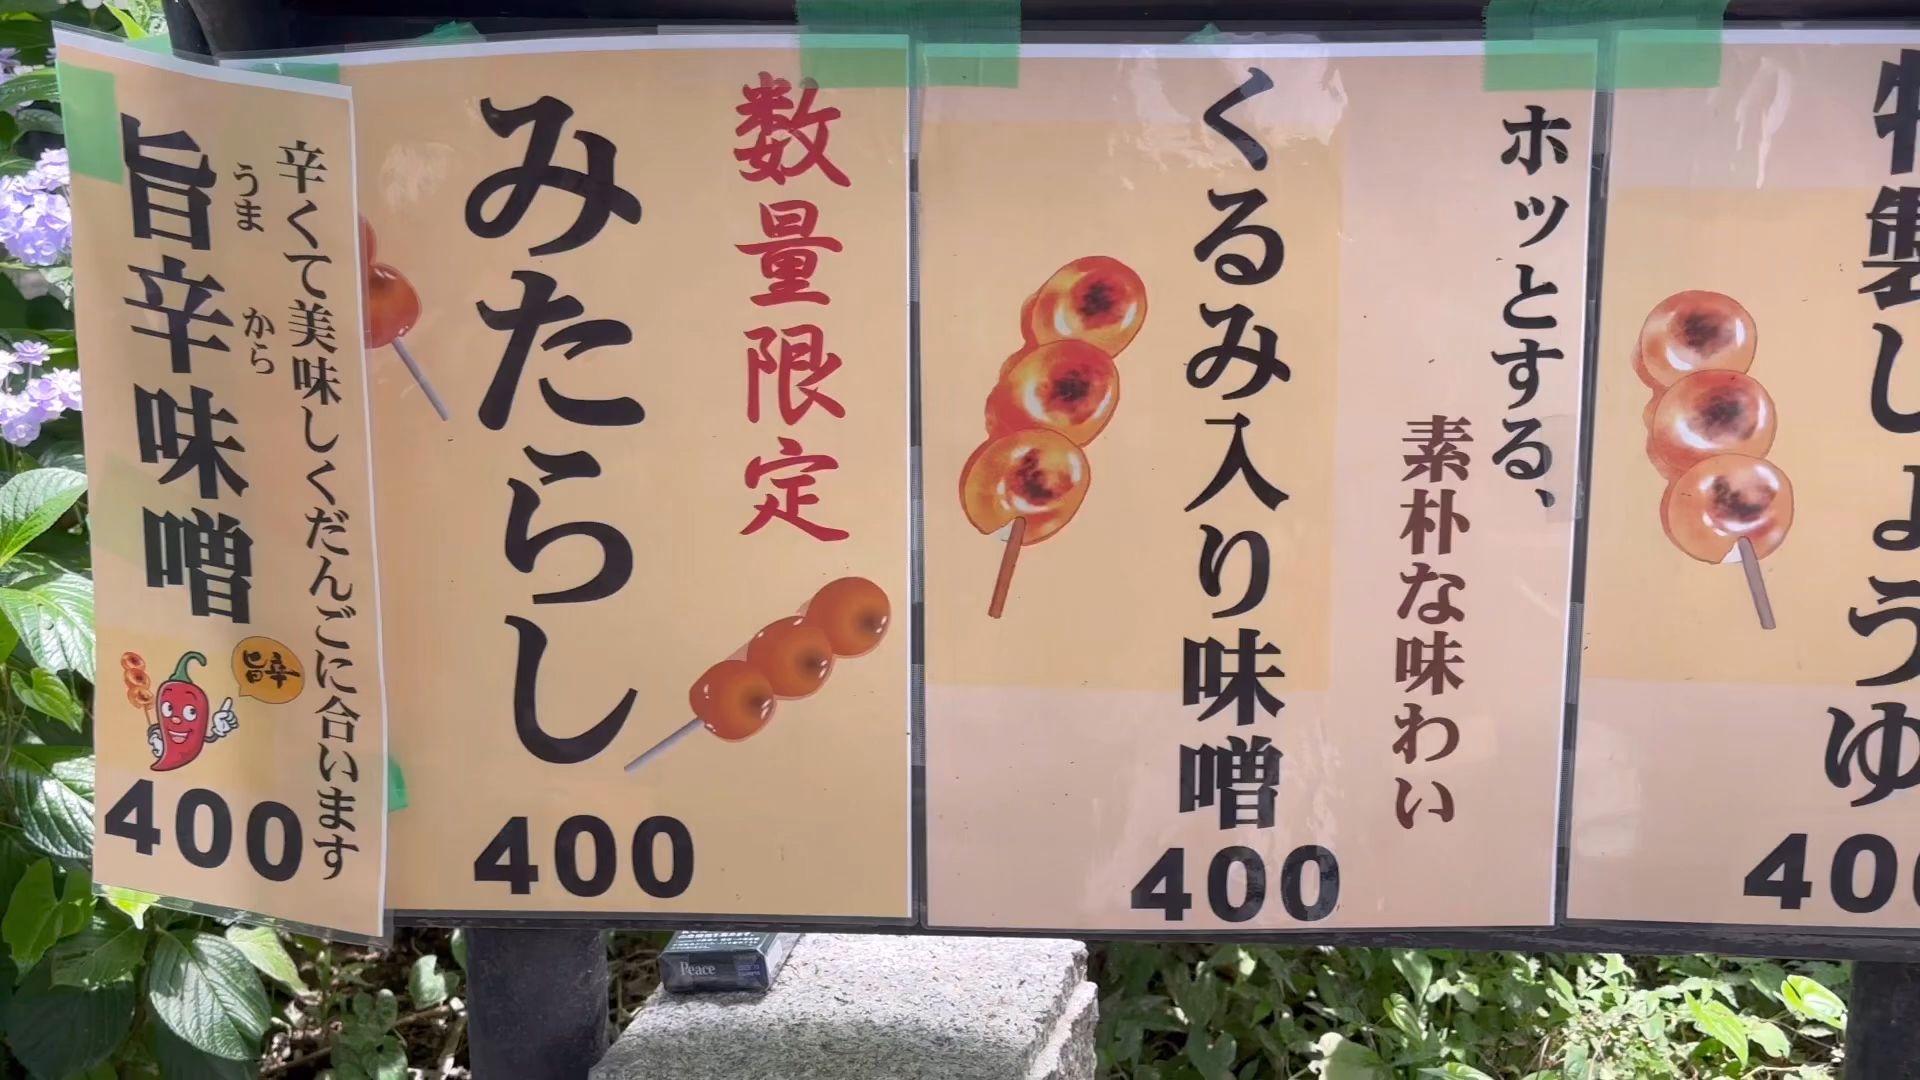 特製しょうゆ
400
ホッとする、
素朴な味わい
くるみ入り味噌
400
数量限定
みたらし
400
辛くて美味しくだんごに合います
うま から
旨辛味噌
旨辛
400
Peace